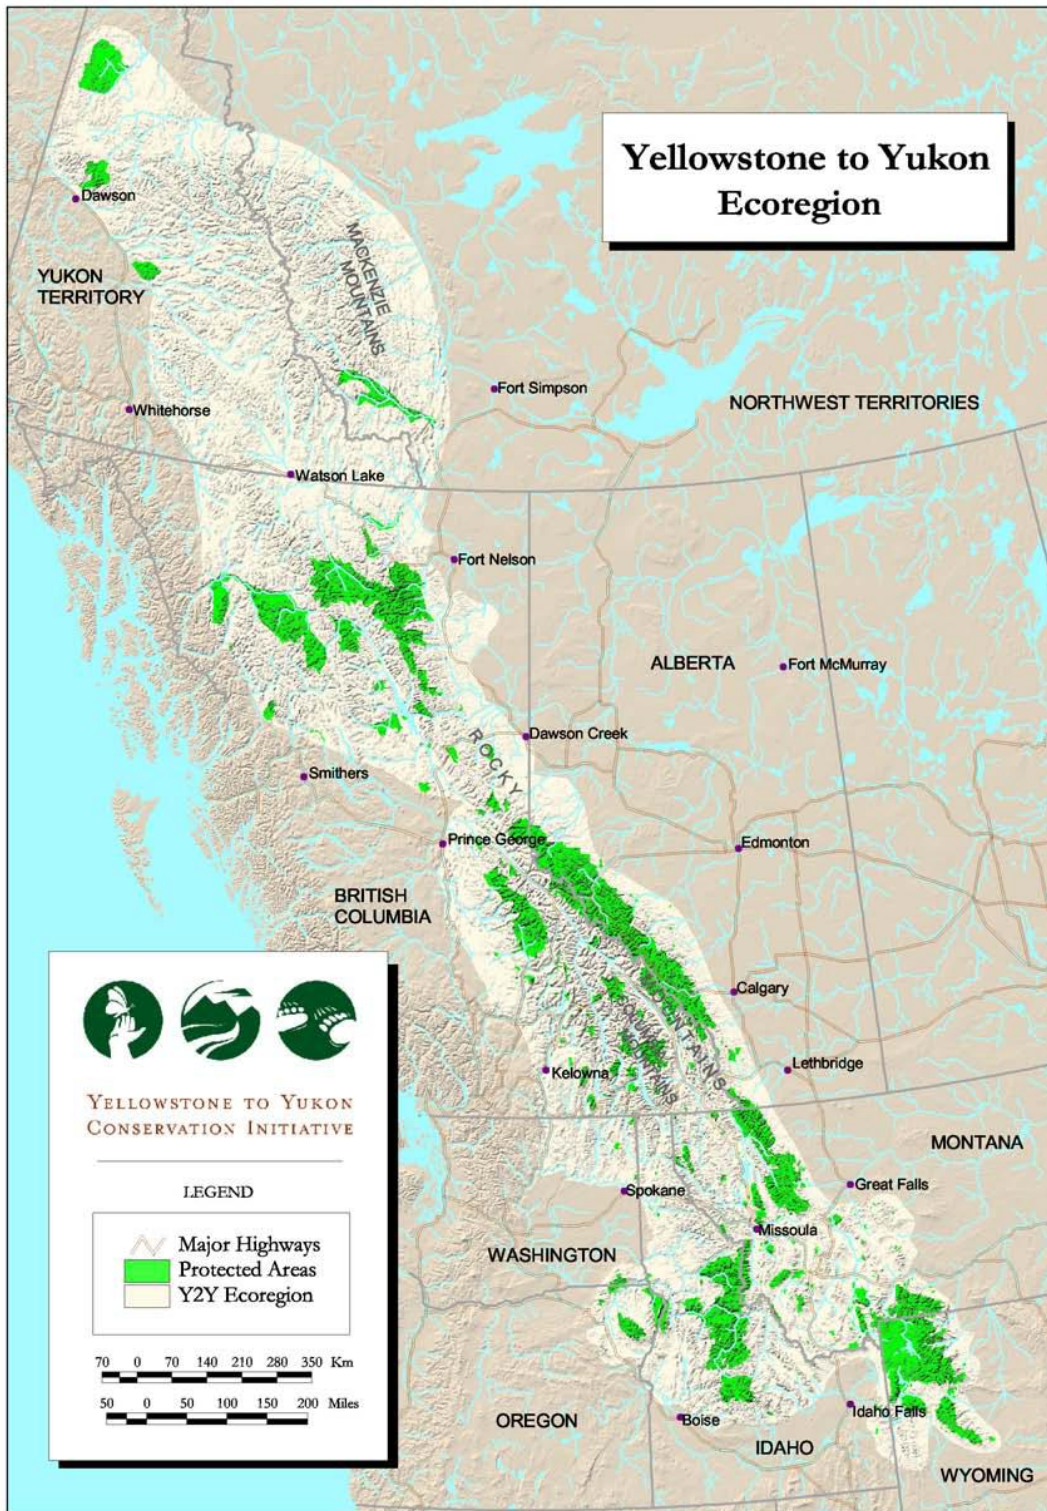 Yellowstone to Yukon
Ecoregion
Dawson
YUKON
TERRITORY
MACKENZIE
MOUNTAINS
Fort Simpson
NORTHWEST TERRITORIES
Whitehorse
Watson Lake
Fort Nelson
ALBERTA
Fort McMurray
ROCKY
Dawson Creek
Smithers
Prince George
Edmonton
BRITISH
COLUMBIA
Calgary
MOUNTAINS
COLUMBIA
MOUNTAINS
Kelowna
Lethbridge
MONTANA
Spokane
Great Falls
Missoula
WASHINGTON
OREGON
Boise
Idaho Falls
IDAHO
WYOMING
YELLOWSTONE TO YUKON
CONSERVATION INITIATIVE
LEGEND
Major Highways
Protected Areas
Y2Y Ecoregion
70 0 70 140 210 280 350 Km
50 0 50 100 150 200 Miles